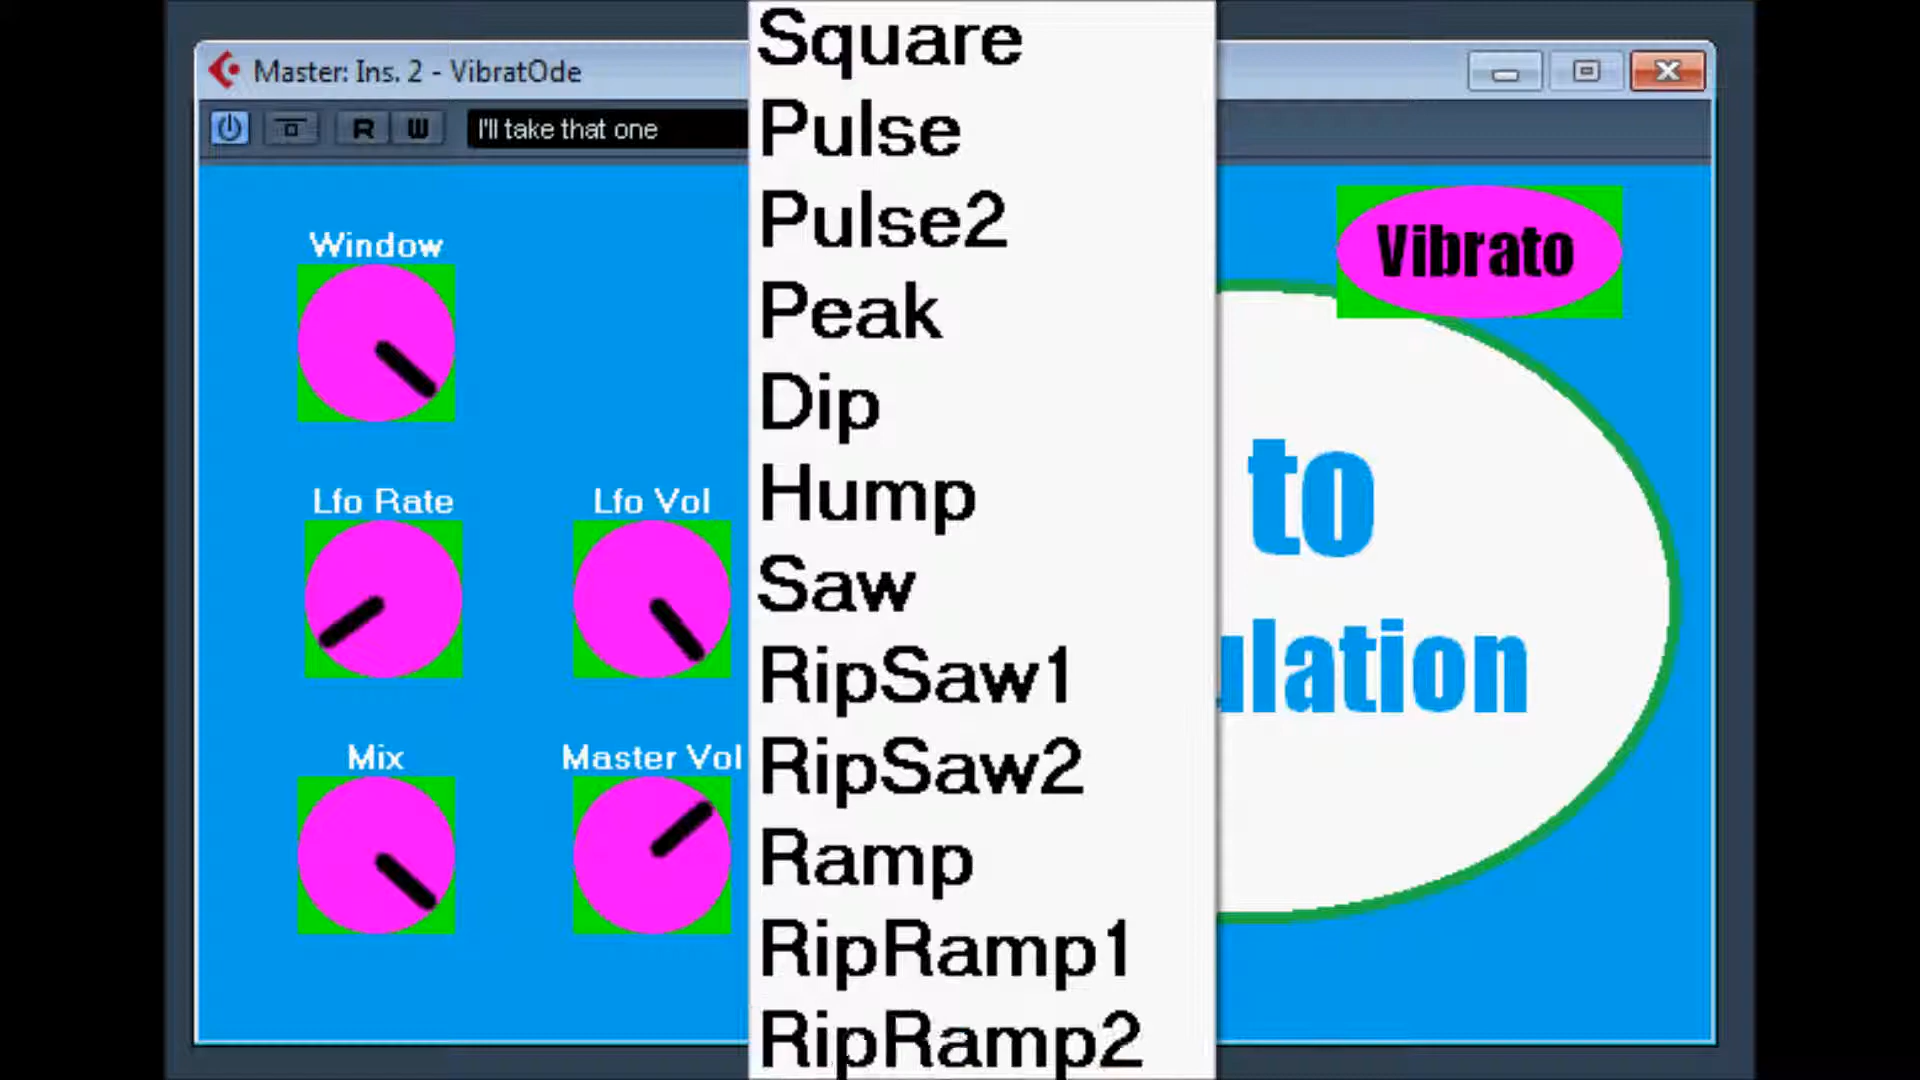 Master: Ins. 2 - VibratOde
R W I'll take that one
Square
Pulse
Pulse2
Peak
Dip
Hump
Saw
RipSaw1
RipSaw2
Ramp
RipRamp1
RipRamp2
Window
Lfo Rate
Lfo Vol
Mix
Master Vol
Vibrato
to
ulation